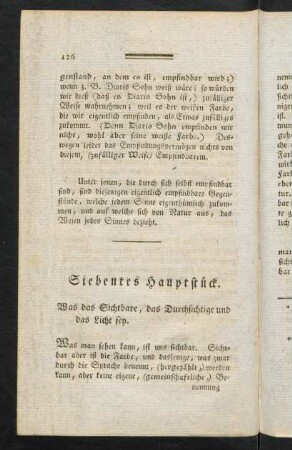 126
genstand, an dem es ist, empfindbar wird;)
wenn z. B. Diaris Sohn weiß wäre: so würden
wir dieß (daß es Diaris Sohn ist,) zufälliger
Weise wahrnehmen; weil es der weißen Farbe,
die wir eigentlich empfinden, als Etwas zufälliges
zukommt. (Denn Diaris Sohn empfinden wir
nicht, wohl aber seine weiße Farbe.) Des-
wegen leidet das Empfindungsvermögen nichts von
diesem, (zufälliger Weise) Empfindbarem.
Unter jenen, die durch sich selbst empfindbar
sind, sind diejenigen eigentlich empfindbare Gegen-
stände, welche jedem Sinne eigenthümlich zukom-
men, und auf welche sich von Natur aus, das
Wesen jedes Sinnes bezieht.
Siebentes Hauptstück.
Was das Sichtbare, das Durchsichtige und
das Licht sey.
Was man sehen kann, ist uns sichtbar. Sicht-
bar aber ist die Farbe, und dasjenige, was zwar
durch die Sprache benennt, (hergezählt,) werden
kann, aber keine eigene, (gemeinschaftliche,) Be-
nennung